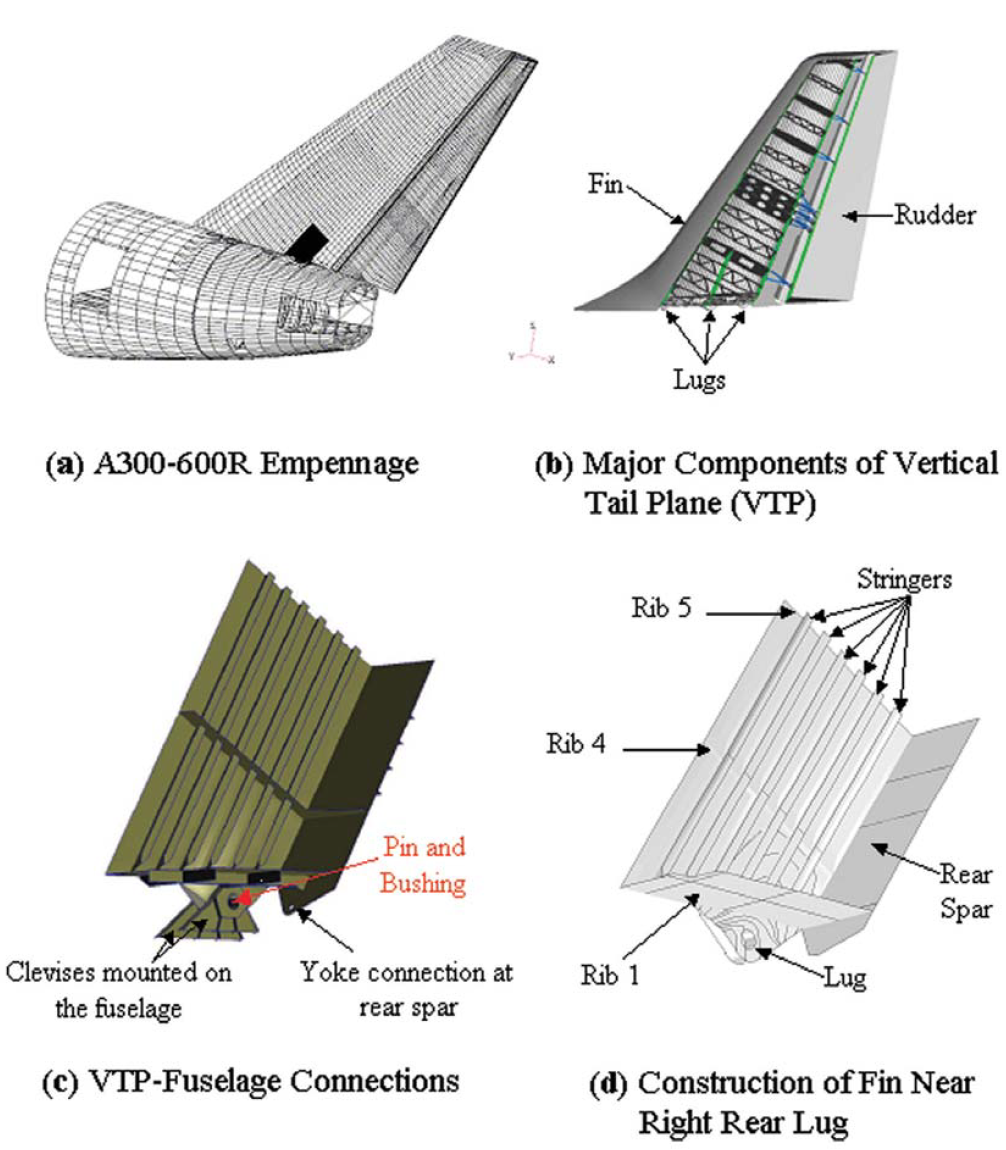 Fin
Rudder
Lugs
(a) A300-600R Empennage
(b) Major Components of Vertical
Tail Plane (VTP)
Pin and
Bushing
Clevises mounted on
the fuselage
Yoke connection at
rear spar
(c) VTP-Fuselage Connections
Stringers
Rib 5
Rib 4
Rear
Spar
Rib 1
Lug
(d) Construction of Fin Near
Right Rear Lug